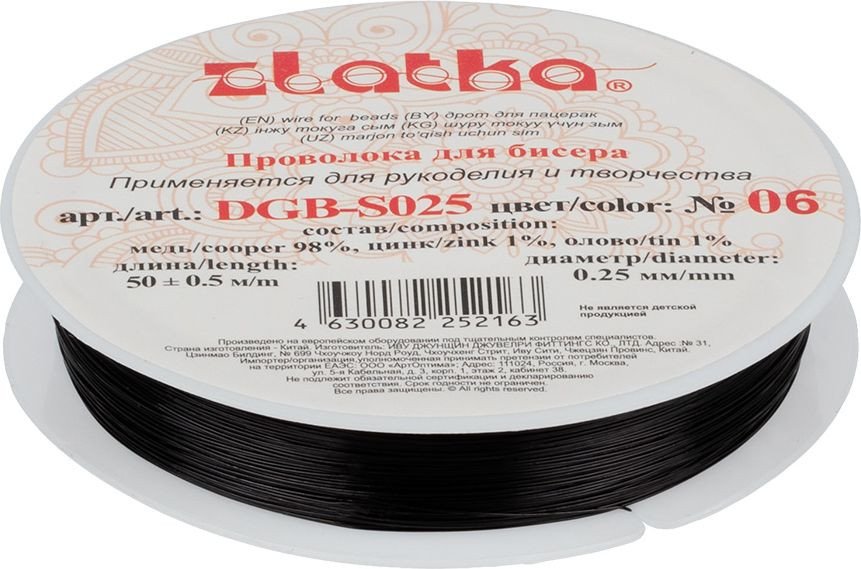 zlatka®
(EN) wire for beads (BY) дрот для пацерак
(KZ) інжу токуга сым (KG) шуру токуу үчүн зым
(UZ) marjon to'qish uchun sim
Проволока для бисера
Применяется для рукоделия и творчества
арт./art.: DGB-S025 цвет/color: № 06
состав/composition:
медь/cooper 98%, цинк/zink 1%, олово/tin 1%
длина/length:
50 ± 0.5 м/m
диаметр/diameter:
0.25 мм/mm
4 630082 252163
Не является детской
продукцией
Произведено на европейском оборудовании под тщательным контролем специалистов.
Страна изготовления - Китай. Изготовитель: ИВУ ДЖУНЩИН ДЖУВЕЛРИ ФИТТИНГС КО., ЛТД. Адрес :№ 31,
Цзинмао Билдинг, № 699 Чхоучжоу Норд Роуд, Чхоучхенг Стрит, Иву Сити, Чжецзян Провинс, Китай.
Импортер/организация,уполномоченная принимать претензии от потребителей
на территории ЕАЭС: ООО «АртОптима»; Адрес: 111024, Россия, г. Москва,
ул. 5-я Кабельная, д. 3, корп. 1, этаж 2, кабинет 38.
Не подлежит обязательной сертификации и декларированию
соответствия. Срок годности не ограничен.
Все права защищены. © All rights reserved.